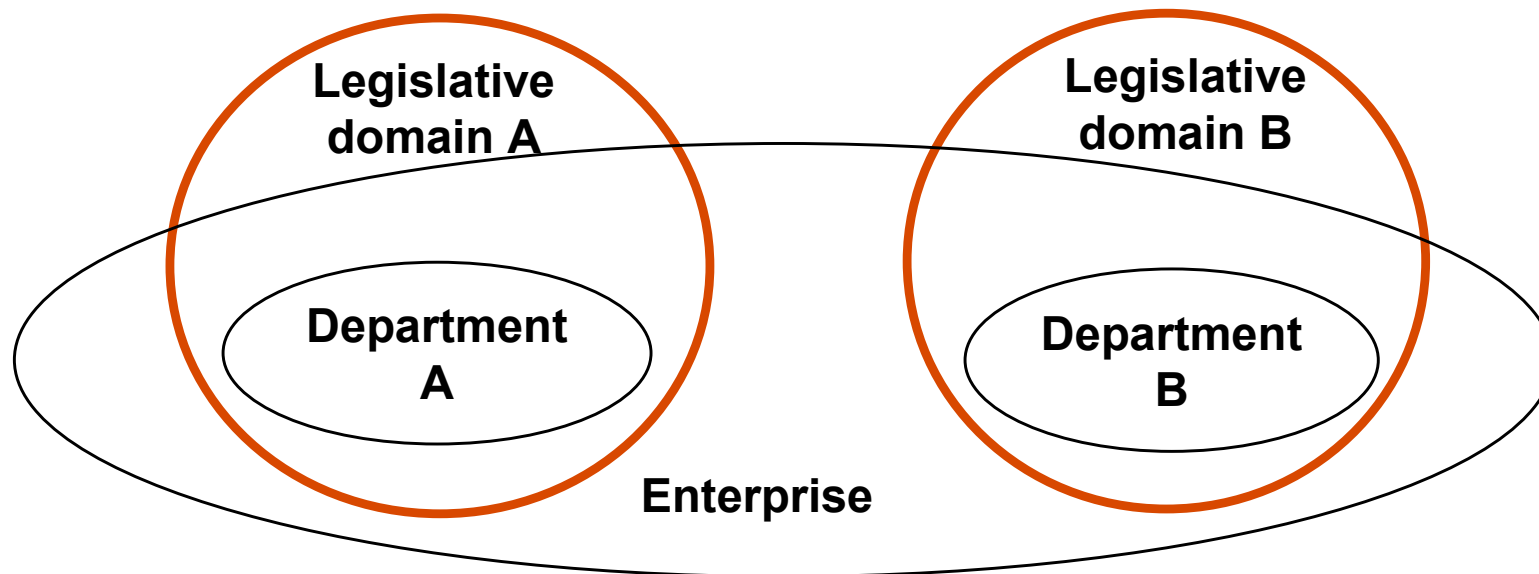 Legislative
domain A
Legislative
domain B
Department
A
Department
B
Enterprise